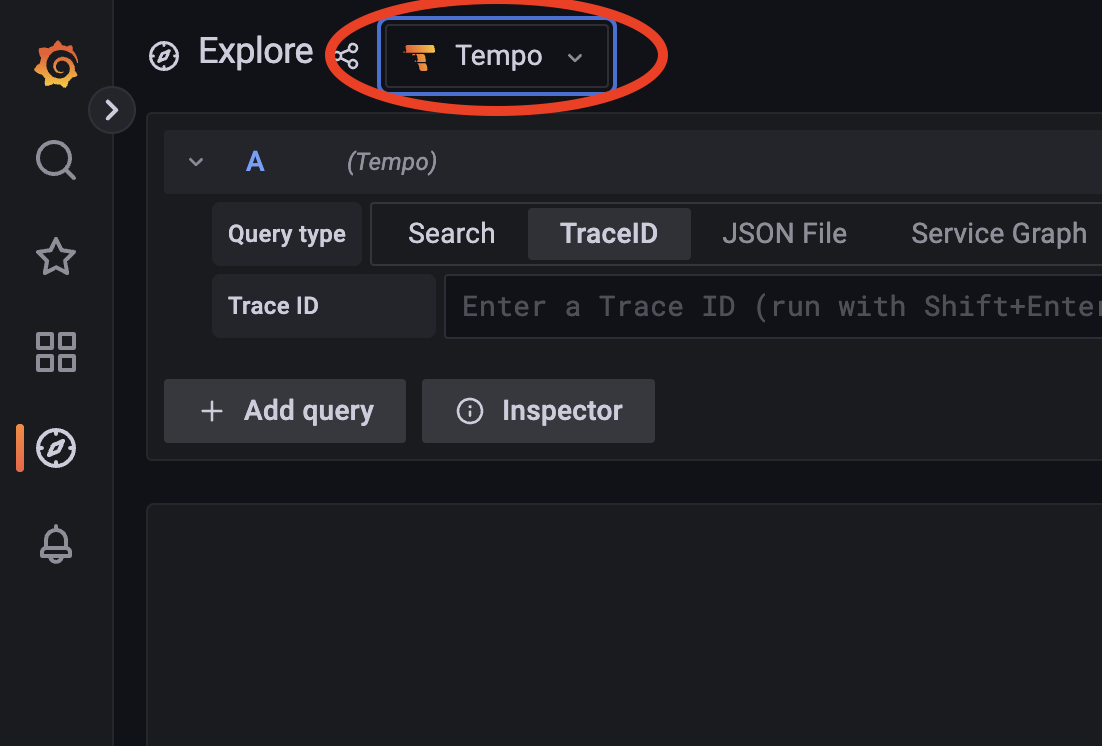 Explore Tempo
A (Tempo)
Query type Search TraceID JSON File Service Graph
Trace ID Enter a Trace ID (run with Shift+Enter
+ Add query Inspector